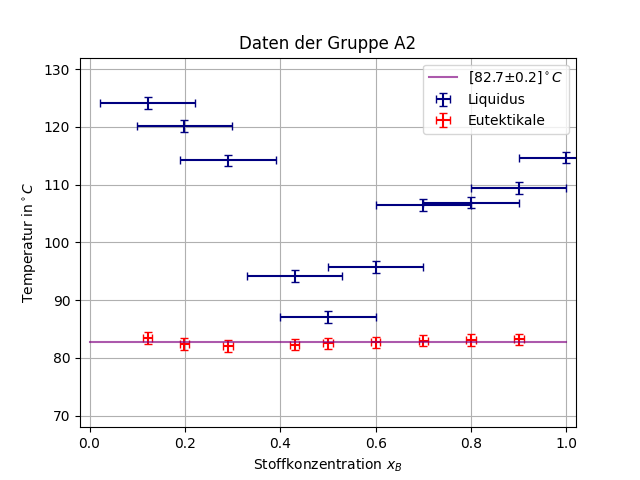 Daten der Gruppe A2
[82.7±0.2]°C
Liquidus
Eutektikale
130
120
110
100
90
80
70
Temperatur in °C
0.0 0.2 0.4 0.6 0.8 1.0
Stoffkonzentration x_B